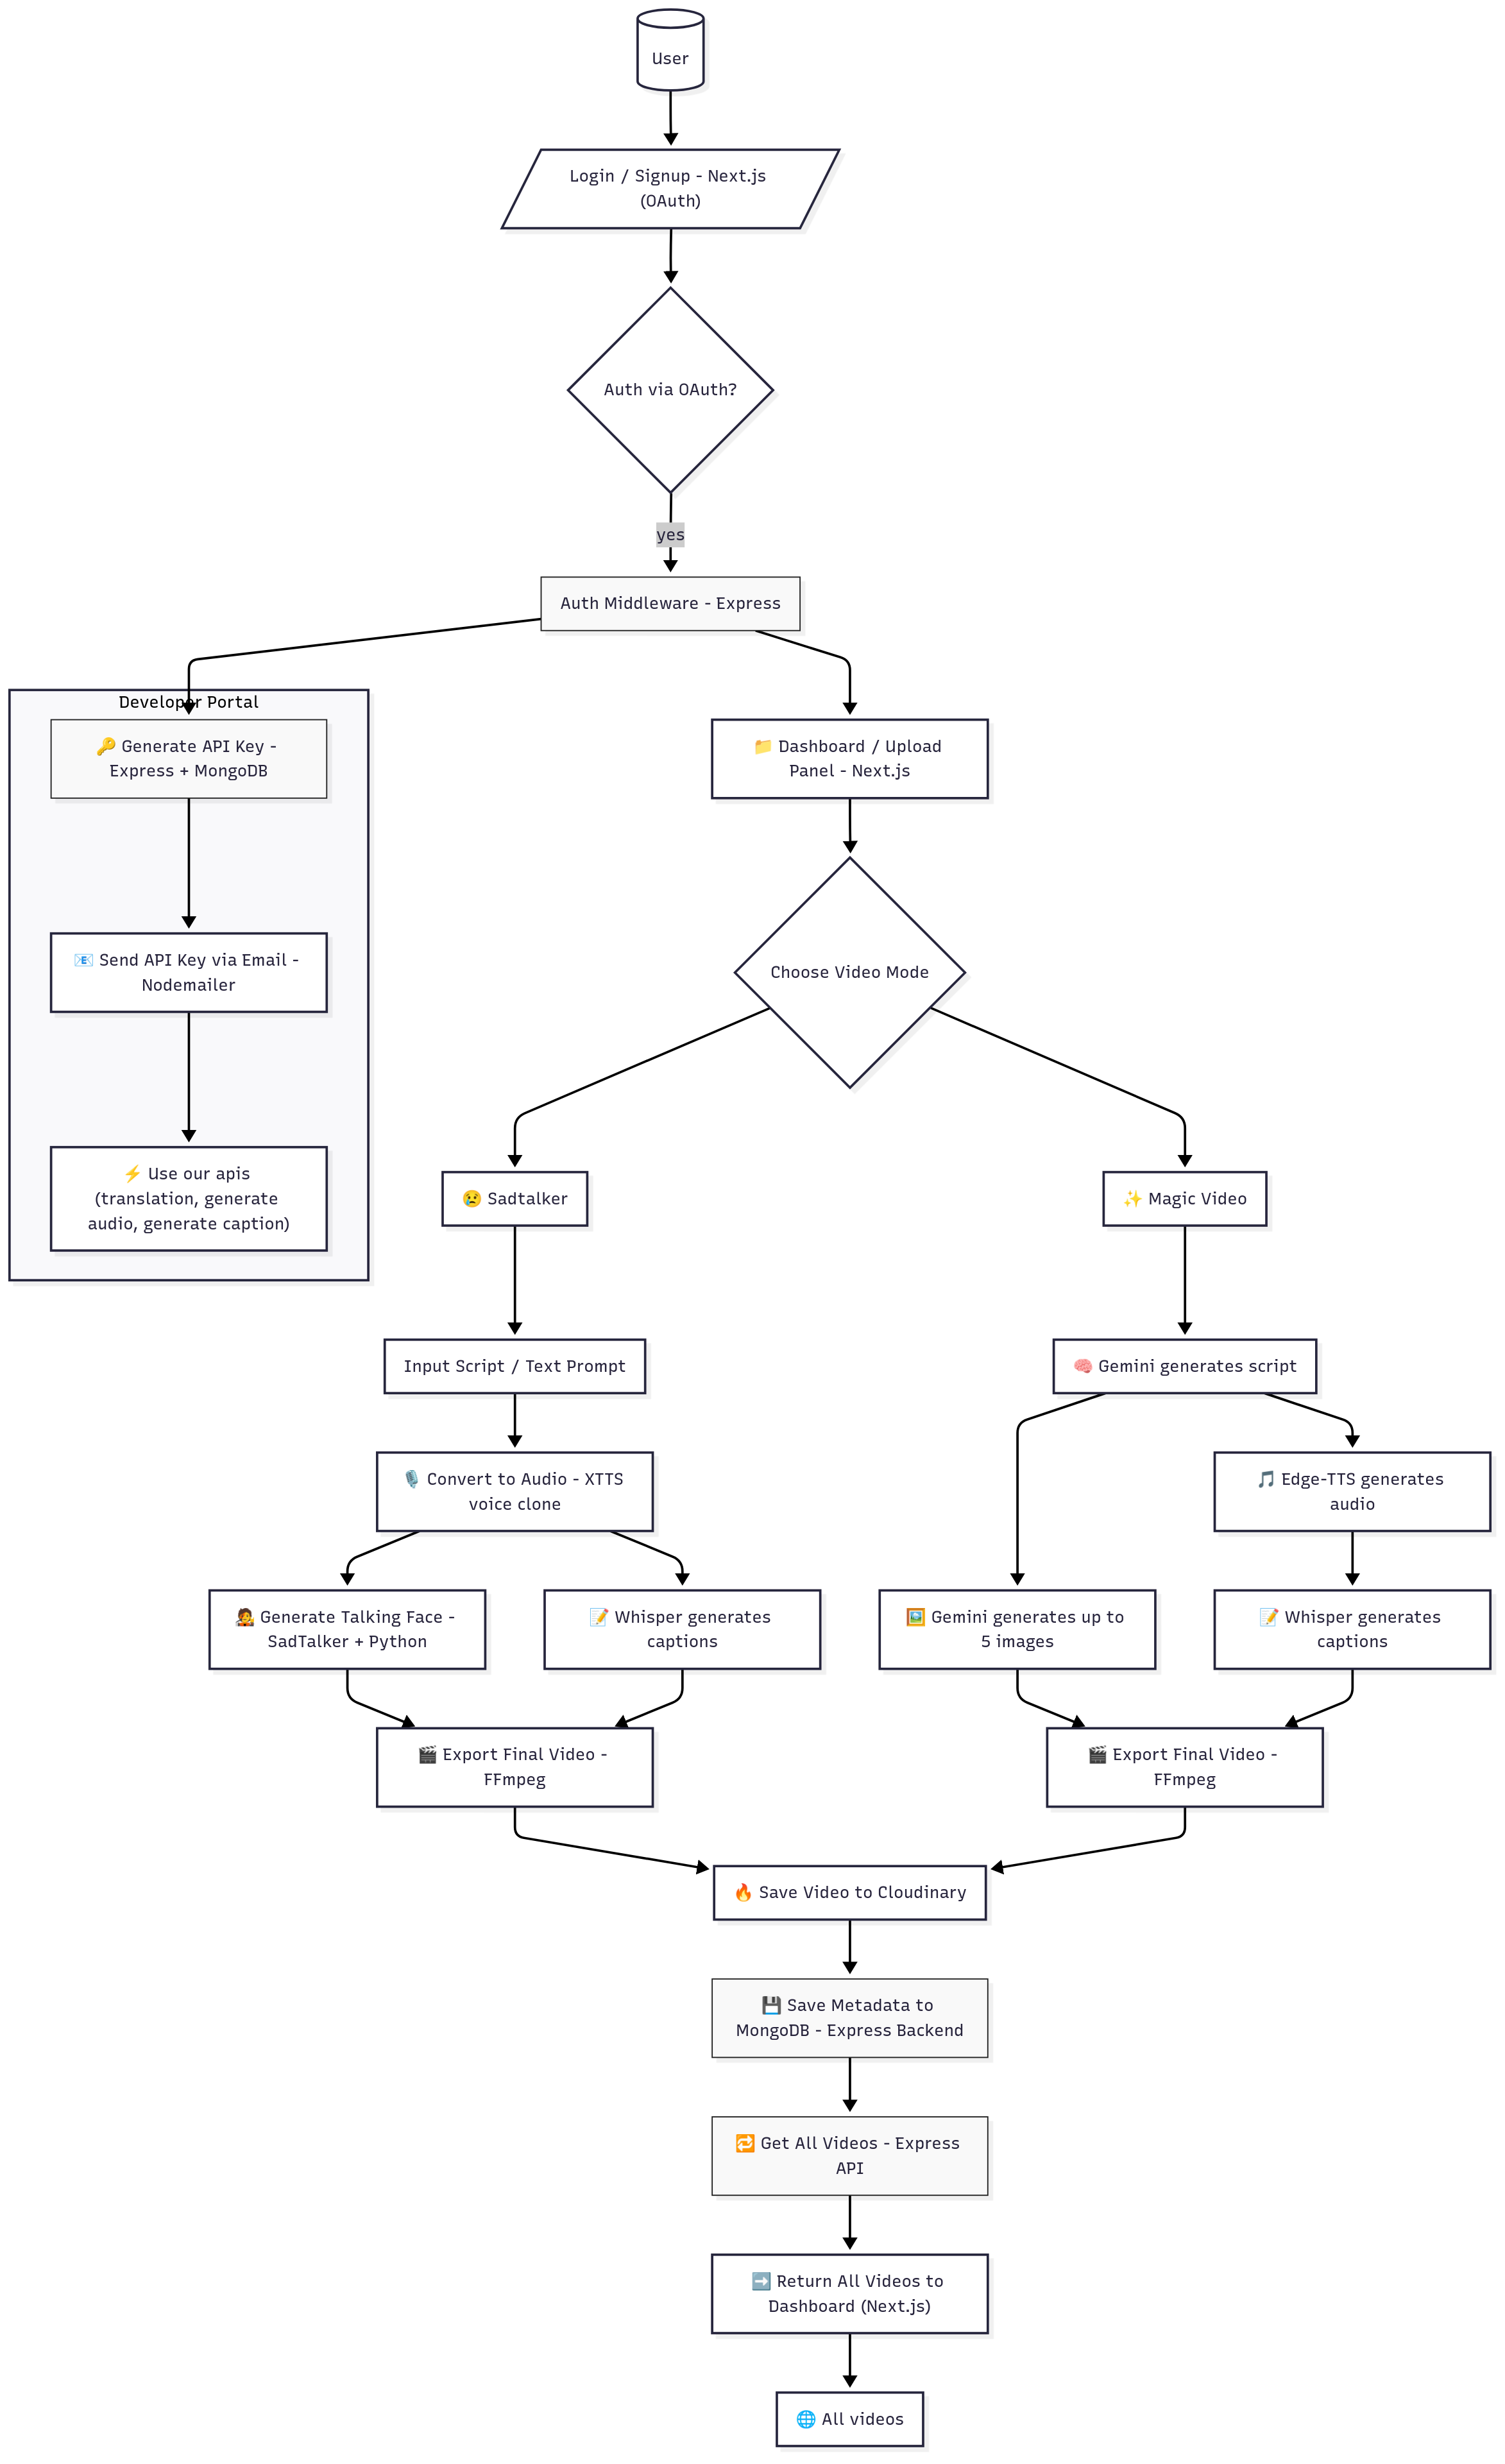 User
Login / Signup - Next.js
(OAuth)
Auth via OAuth?
yes
Auth Middleware - Express
Developer Portal
🔑 Generate API Key -
Express + MongoDB
📁 Dashboard / Upload
Panel - Next.js
📧 Send API Key via Email -
Nodemailer
Choose Video Mode
⚡ Use our apis
(translation, generate
audio, generate caption)
😢 Sadtalker
✨ Magic Video
Input Script / Text Prompt
🧠 Gemini generates script
🎙️ Convert to Audio - XTTS
voice clone
🎵 Edge-TTS generates
audio
🧑‍🎤 Generate Talking Face -
SadTalker + Python
📝 Whisper generates
captions
🖼️ Gemini generates up to
5 images
📝 Whisper generates
captions
🎬 Export Final Video -
FFmpeg
🎬 Export Final Video -
FFmpeg
🔥 Save Video to Cloudinary
💾 Save Metadata to
MongoDB - Express Backend
🔁 Get All Videos - Express
API
➡️ Return All Videos to
Dashboard (Next.js)
🌐 All videos